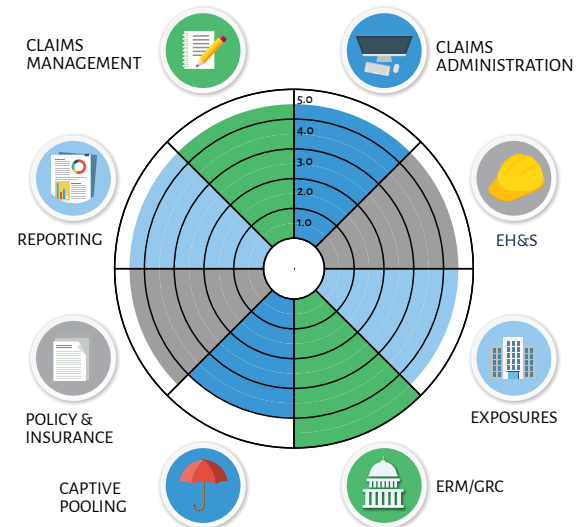 CLAIMS
MANAGEMENT
CLAIMS
ADMINISTRATION
5.0
4.0
3.0
2.0
1.0
REPORTING
EH&S
POLICY &
INSURANCE
EXPOSURES
CAPTIVE
POOLING
ERM/GRC